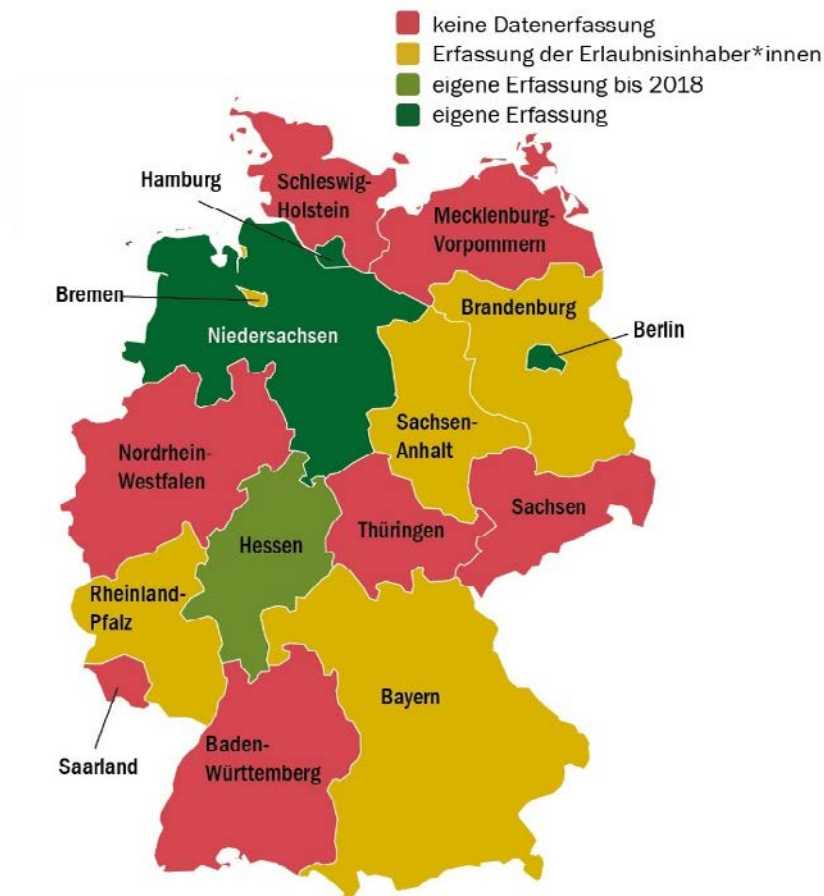 keine Datenerfassung
Erfassung der Erlaubnisinhaber*innen
eigene Erfassung bis 2018
eigene Erfassung
Hamburg
Schleswig-
Holstein
Mecklenburg-
Vorpommern
Bremen
Niedersachsen
Brandenburg
Berlin
Sachsen-
Anhalt
Nordrhein-
Westfalen
Hessen
Thüringen
Sachsen
Rheinland-
Pfalz
Saarland
Bayern
Baden-
Württemberg